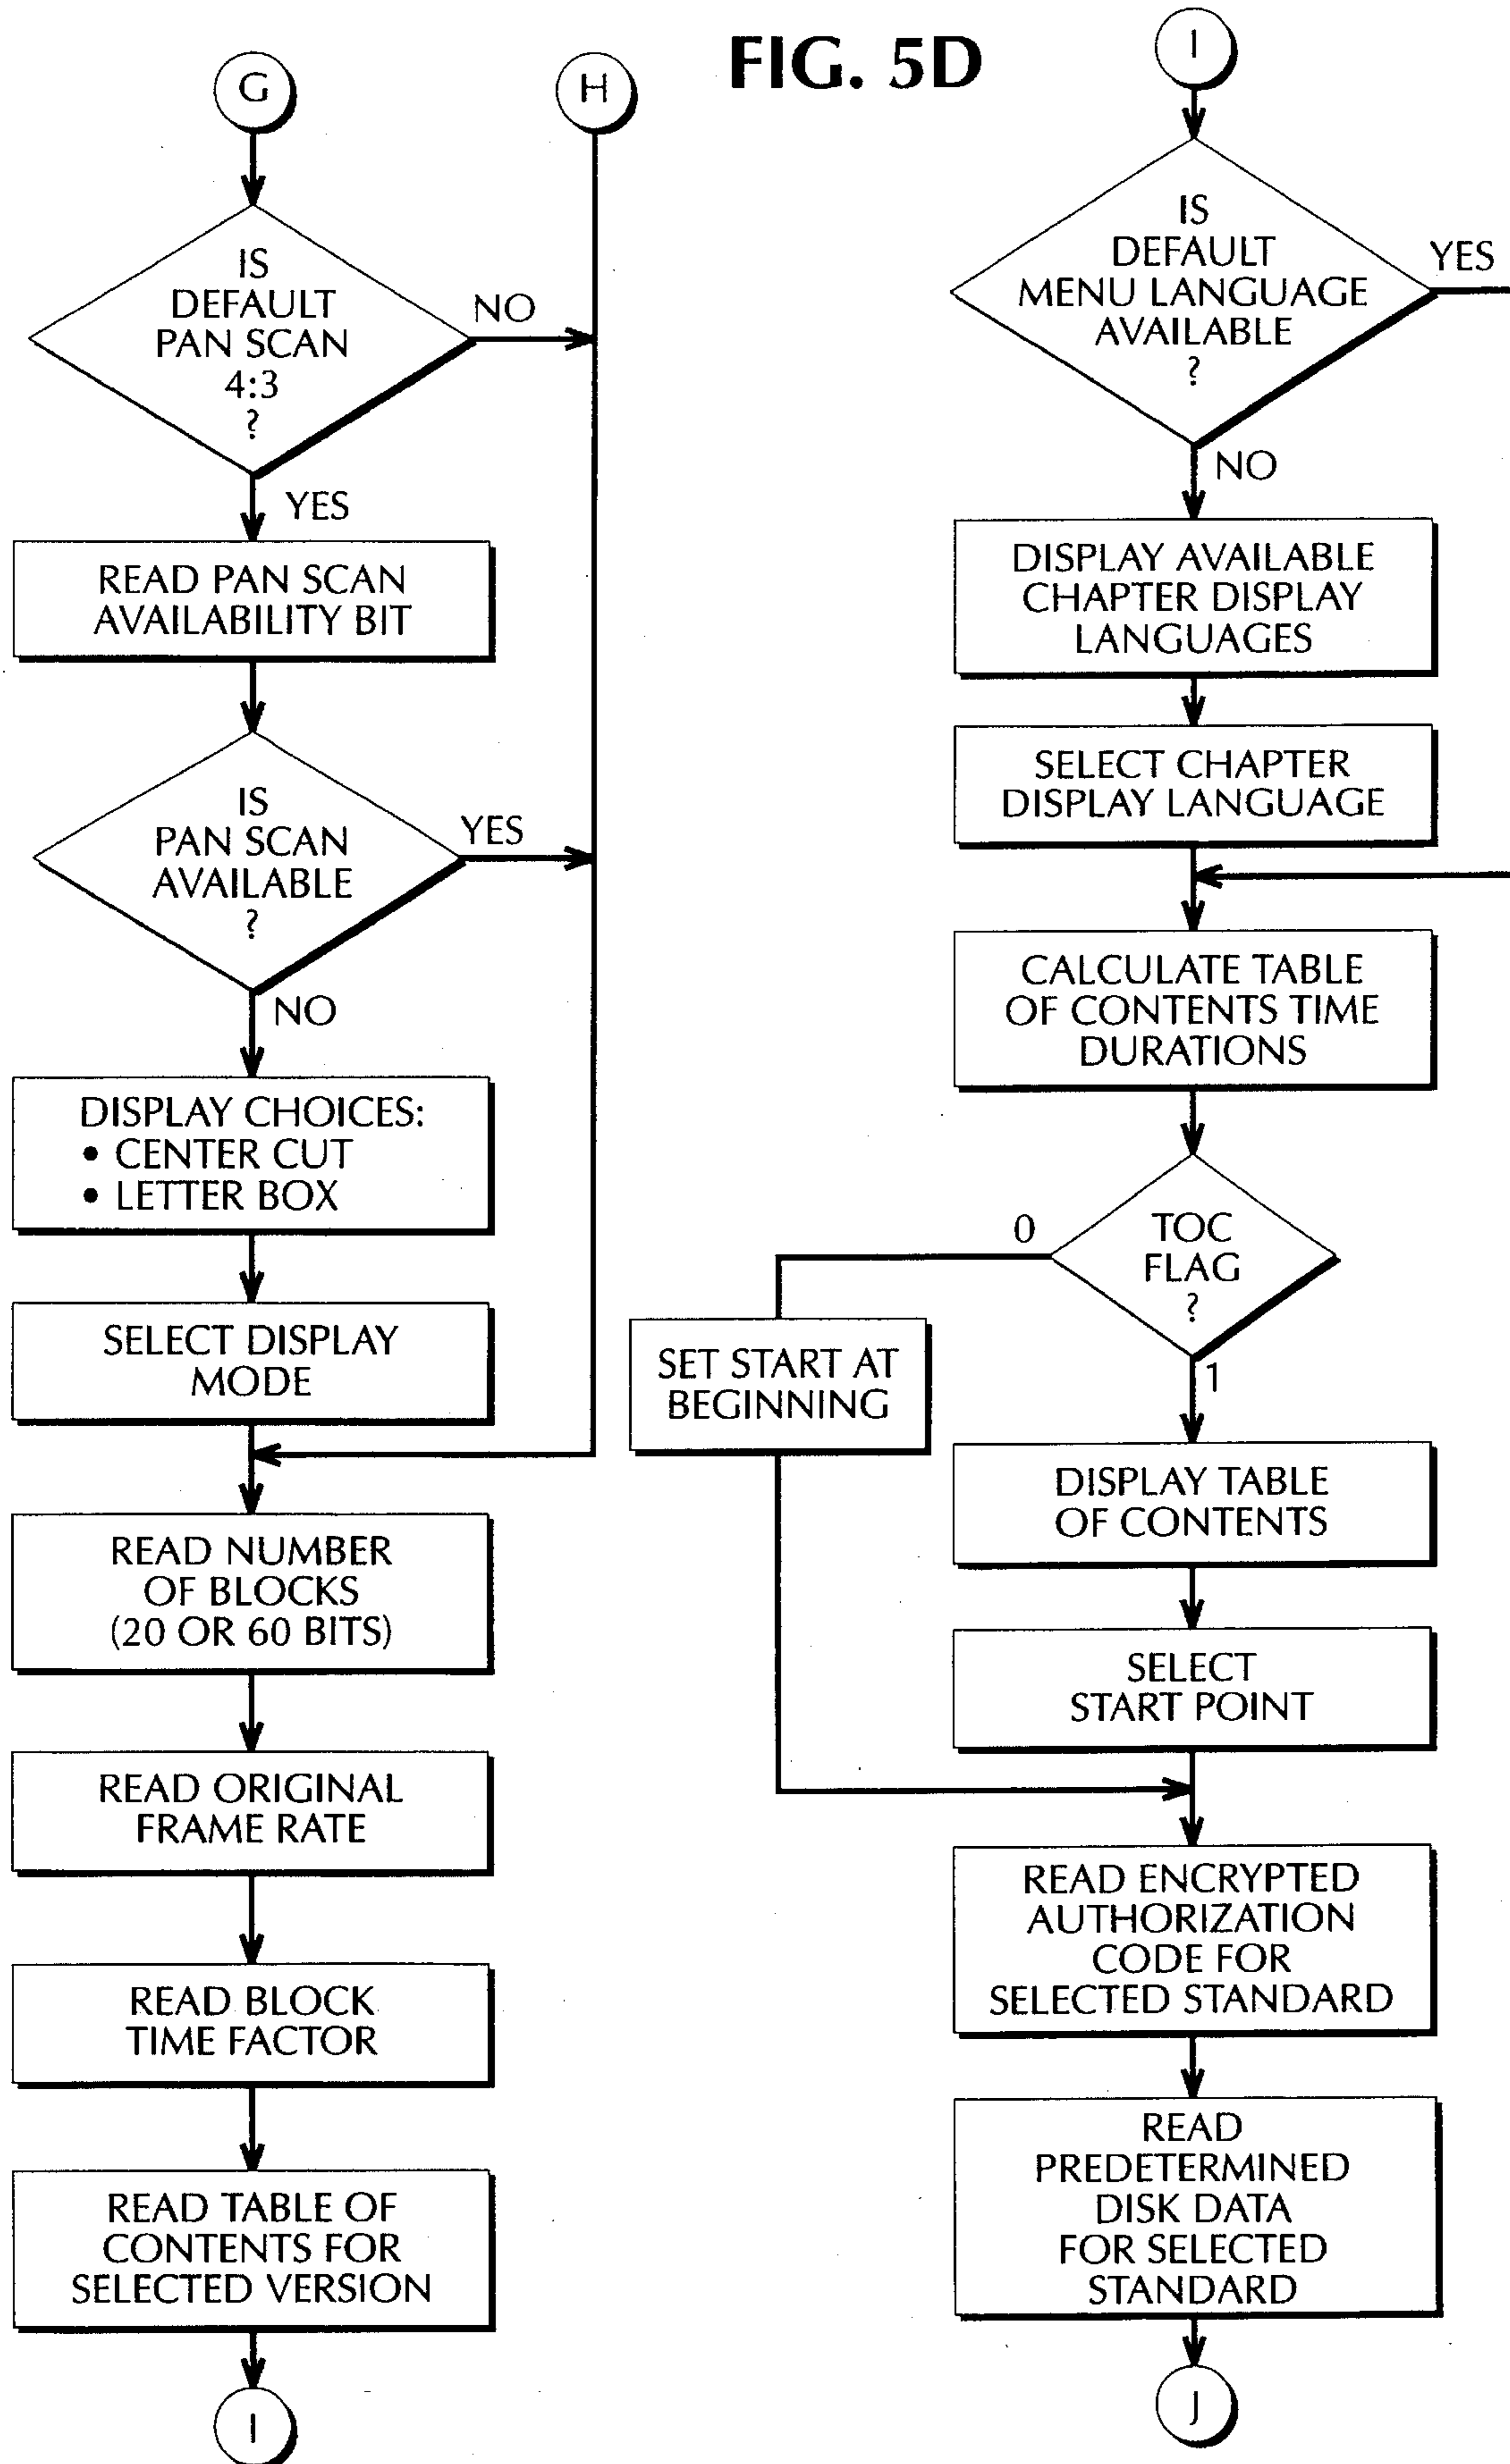 FIG. 5D
G
H
IS
DEFAULT
PAN SCAN
4:3
?
NO
YES
READ PAN SCAN
AVAILABILITY BIT
IS
PAN SCAN
AVAILABLE
?
YES
NO
DISPLAY CHOICES:
• CENTER CUT
• LETTER BOX
SELECT DISPLAY
MODE
READ NUMBER
OF BLOCKS
(20 OR 60 BITS)
READ ORIGINAL
FRAME RATE
READ BLOCK
TIME FACTOR
READ TABLE OF
CONTENTS FOR
SELECTED VERSION
I
I
IS
DEFAULT
MENU LANGUAGE
AVAILABLE
?
YES
NO
DISPLAY AVAILABLE
CHAPTER DISPLAY
LANGUAGES
SELECT CHAPTER
DISPLAY LANGUAGE
CALCULATE TABLE
OF CONTENTS TIME
DURATIONS
TOC
FLAG
?
0
1
SET START AT
BEGINNING
DISPLAY TABLE
OF CONTENTS
SELECT
START POINT
READ ENCRYPTED
AUTHORIZATION
CODE FOR
SELECTED STANDARD
READ
PREDETERMINED
DISK DATA
FOR SELECTED
STANDARD
J